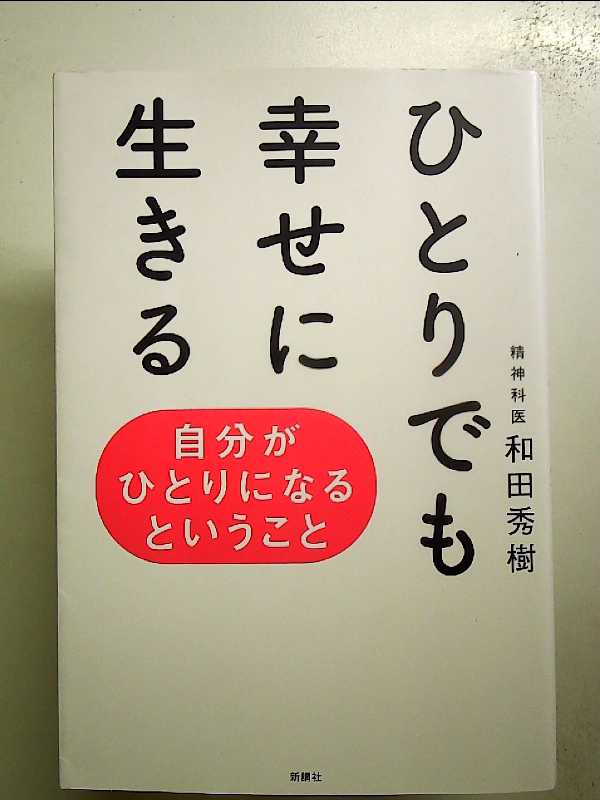 ひとりでも
幸せに
生きる
精神科医 和田秀樹
自分が
ひとりになる
ということ
新講社